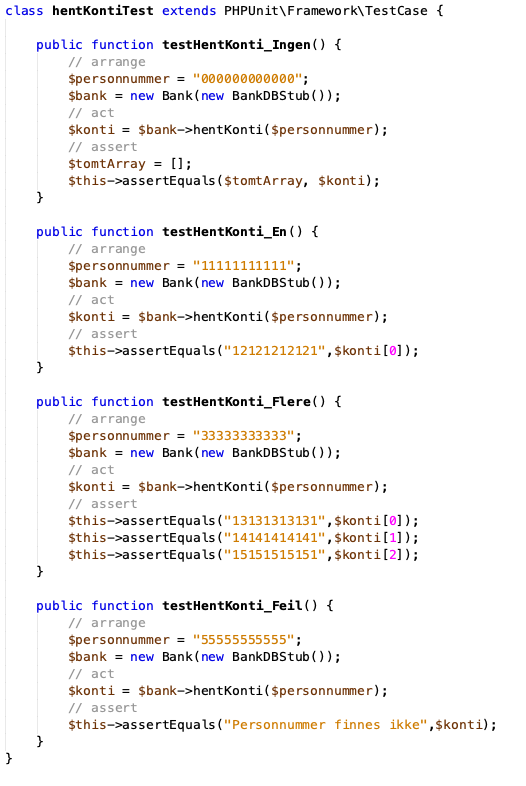 class hentKontiTest extends PHPUnit\Framework\TestCase {
public function testHentKonti_Ingen() {
// arrange
$personnummer = "000000000000";
$bank = new Bank(new BankDBStub());
// act
$konti = $bank->hentKonti($personnummer);
// assert
$tomtArray = [];
$this->assertEquals($tomtArray, $konti);
}
public function testHentKonti_En() {
// arrange
$personnummer = "11111111111";
$bank = new Bank(new BankDBStub());
// act
$konti = $bank->hentKonti($personnummer);
// assert
$this->assertEquals("12121212121",$konti[0]);
}
public function testHentKonti_Flere() {
// arrange
$personnummer = "33333333333";
$bank = new Bank(new BankDBStub());
// act
$konti = $bank->hentKonti($personnummer);
// assert
$this->assertEquals("13131313131",$konti[0]);
$this->assertEquals("14141414141",$konti[1]);
$this->assertEquals("15151515151",$konti[2]);
}
public function testHentKonti_Feil() {
// arrange
$personnummer = "55555555555";
$bank = new Bank(new BankDBStub());
// act
$konti = $bank->hentKonti($personnummer);
// assert
$this->assertEquals("Personnummer finnes ikke",$konti);
}
}